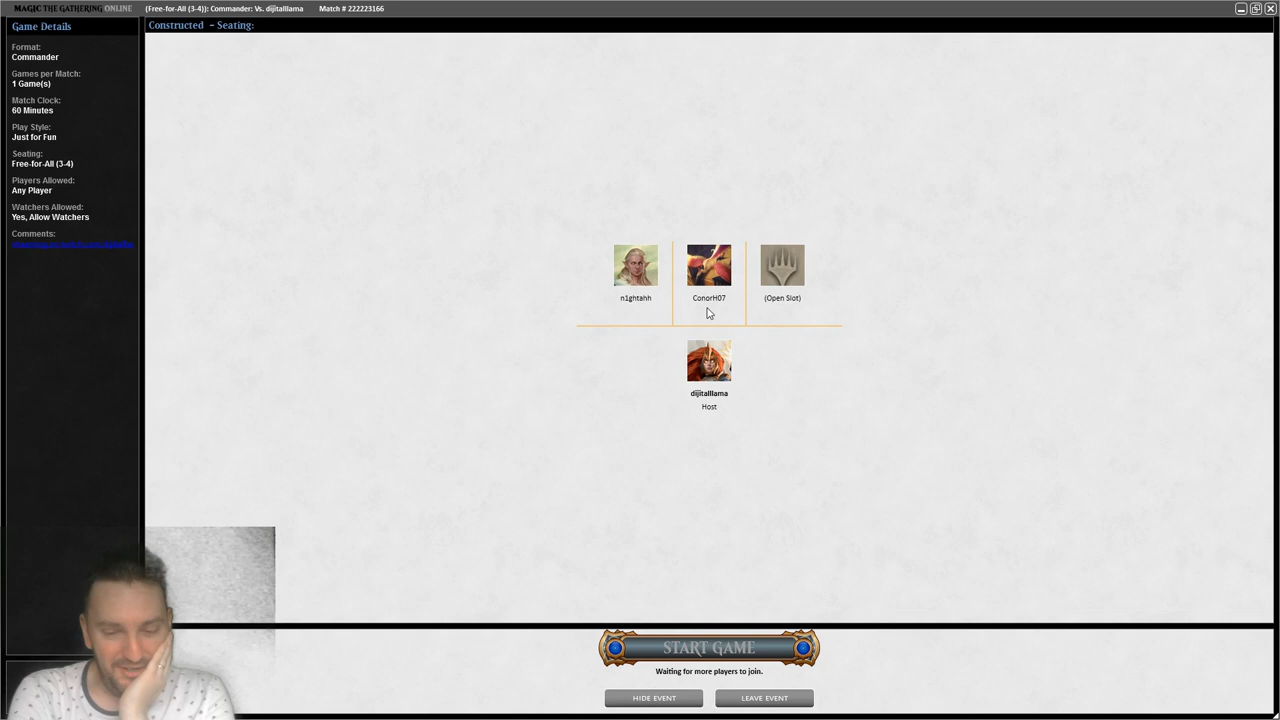 MAGIC THE GATHERING ONLINE (Free-for-All (3-4)): Commander: Vs. dijitalllama Match # 222223166
Game Details
Constructed - Seating:
Format:
Commander
Games per Match:
1 Game(s)
Match Clock:
60 Minutes
Play Style:
Just for Fun
Seating:
Free-for-All (3-4)
Players Allowed:
Any Player
Watchers Allowed:
Yes, Allow Watchers
Comments:
n1ghtahh
ConorH07
(Open Slot)
dijitalllama
Host
START GAME
Waiting for more players to join.
HIDE EVENT
LEAVE EVENT